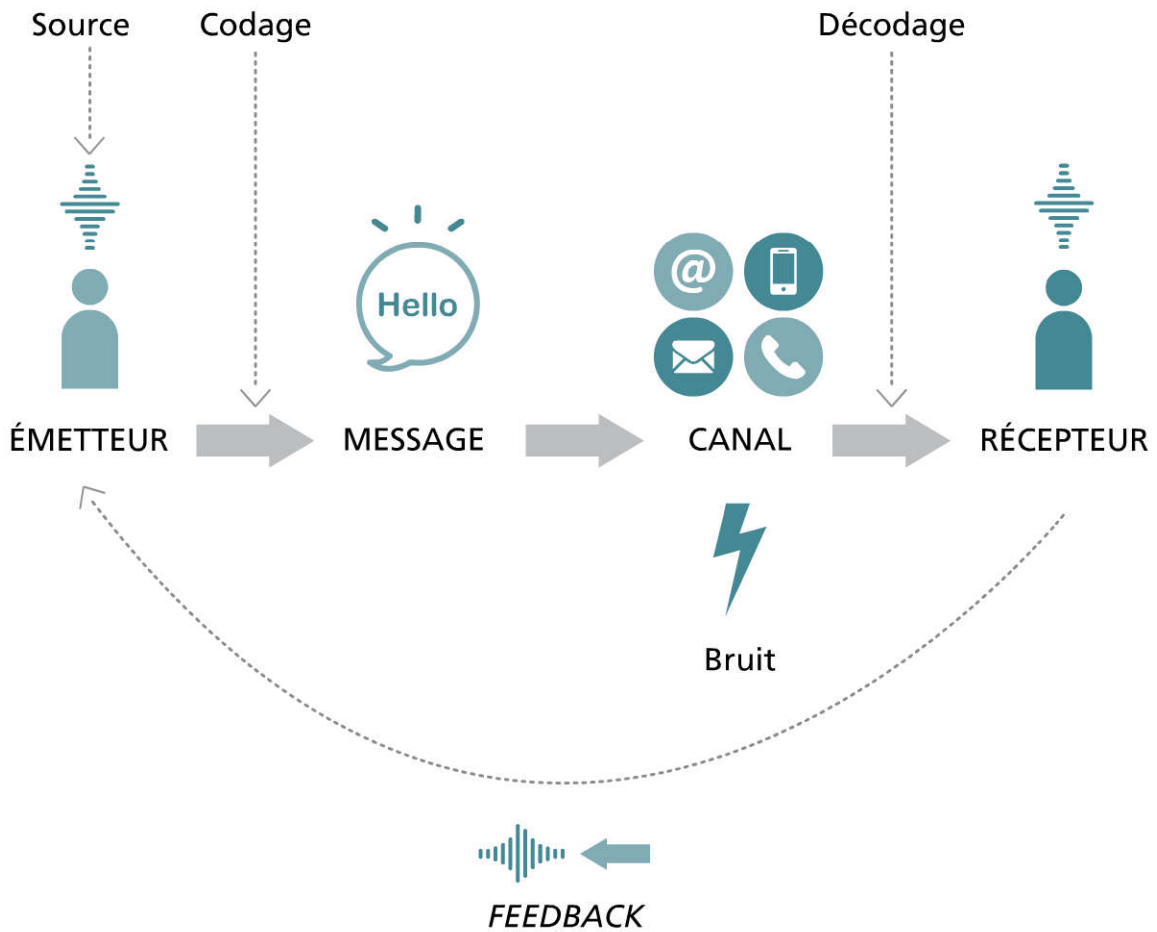 Source Codage Décodage
@
Hello
ÉMETTEUR MESSAGE CANAL RÉCEPTEUR
Bruit
FEEDBACK